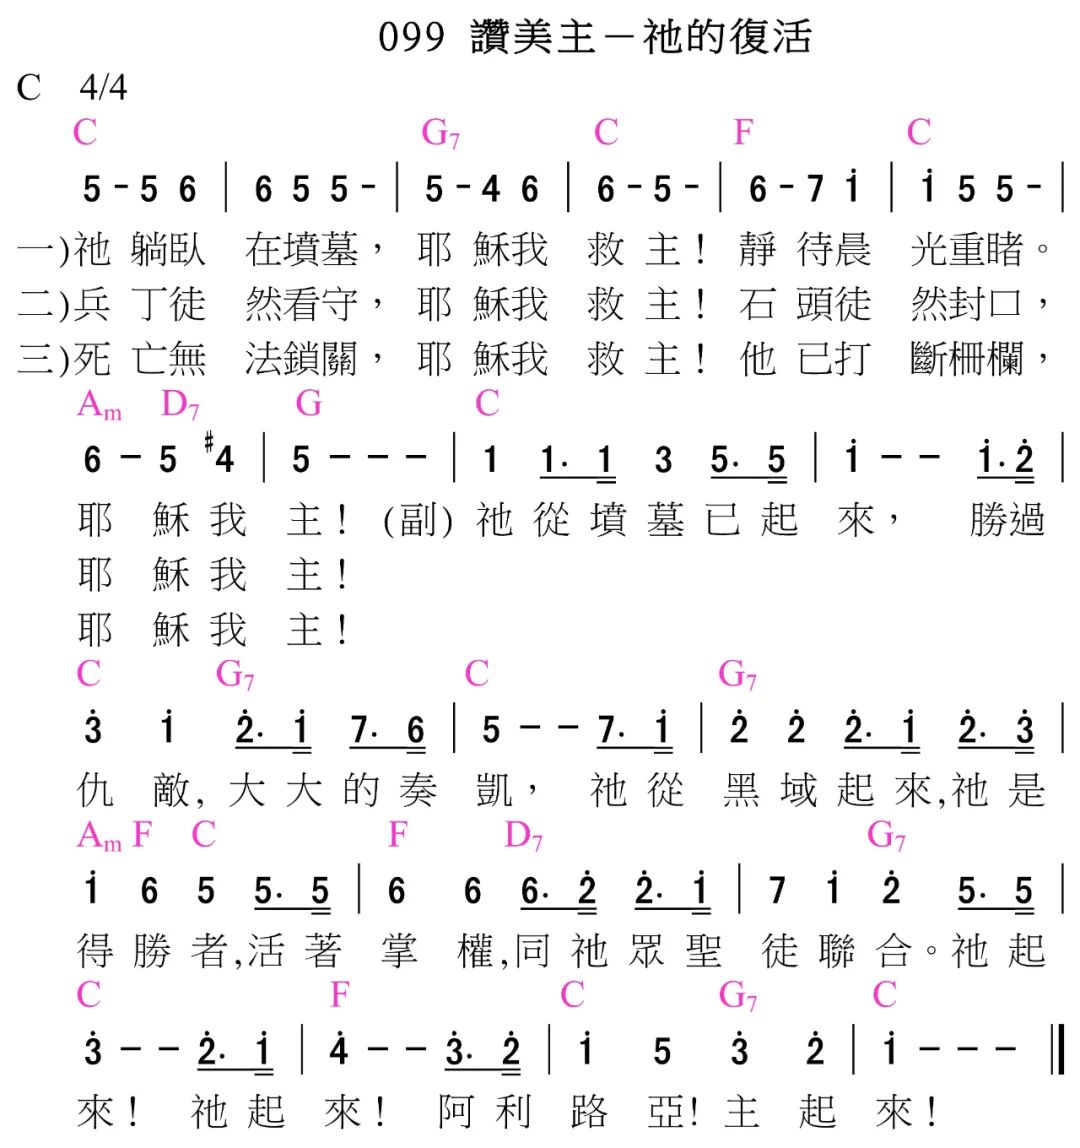 099 讚美主－祂的復活
C 4/4
C G7 C F C
5 - 5 6 | 6 5 5 - | 5 - 4 6 | 6 - 5 - | 6 - 7 i | i 5 5 - |
一)祂 躺臥 在墳墓， 耶 穌我 救 主！靜 待晨 光重睹。
二)兵 丁徒 然看守， 耶 穌我 救 主！石 頭徒 然封口，
三)死 亡無 法鎖關， 耶 穌我 救 主！他 已打 斷柵欄，
Am D7 G C
6 - 5 #4 | 5 - - - | 1 1. 1 3 5. 5 | i - - i. 2̇ |
耶 穌 我 主！ (副) 祂 從 墳 墓 已 起 來， 勝過
耶 穌 我 主！
耶 穌 我 主！
C G7 C G7
3̇ i 2̇. i 7. 6 | 5 - - 7. i | 2̇ 2̇ 2̇. i 2̇. 3̇ |
仇 敵, 大 大 的 奏 凱， 祂 從 黑 域 起 來,祂 是
Am F C F D7 G7
i 6 5 5. 5 | 6 6 6. 2̇ 2̇. i | 7 i 2̇ 5. 5 |
得 勝 者,活 著 掌 權,同 祂 眾 聖 徒 聯 合。祂 起
C F C G7 C
3̇ - - 2̇. i | 4̇ - - 3̇. 2̇ | i 5 3̇ 2̇ | i - - - ||
來！ 祂 起 來！ 阿 利 路 亞! 主 起 來！